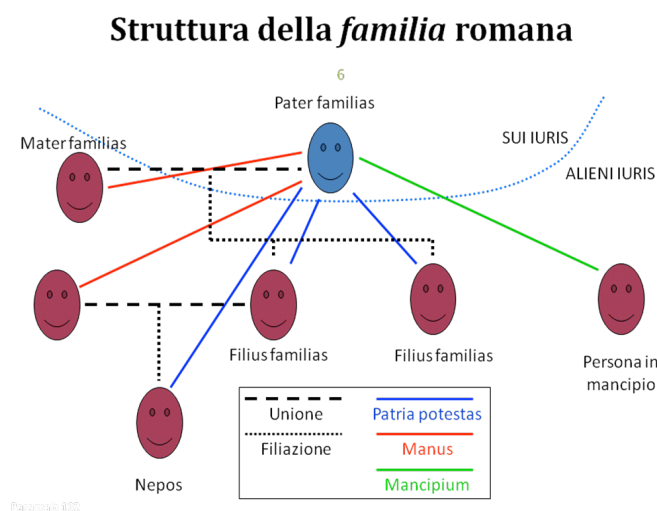 Struttura della familia romana
6
Pater familias
Mater familias
SUI IURIS
ALIENI IURIS
Filius familias
Filius familias
Persona in
mancipio
Unione
Patria potestas
Filiazione
Manus
Mancipium
Nepos